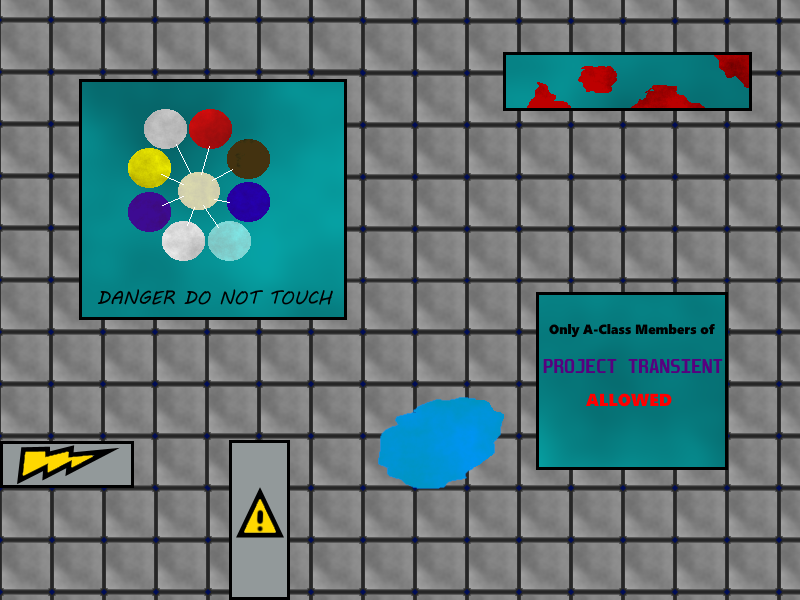 DANGER DO NOT TOUCH
Only A-Class Members of
PROJECT TRANSIENT
ALLOWED